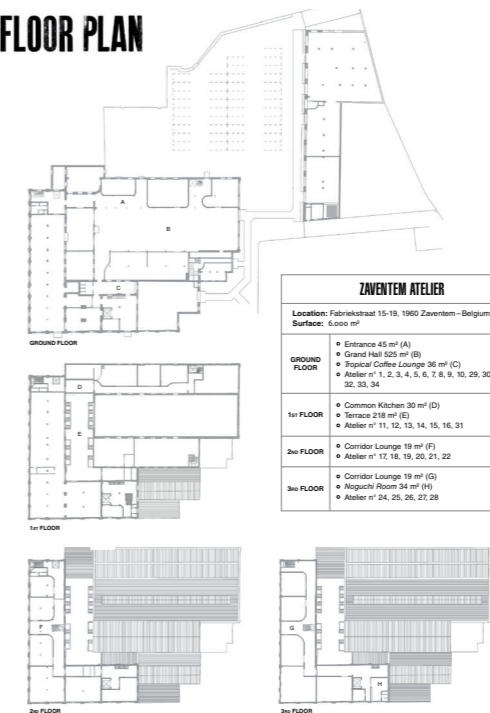 FLOOR PLAN
A
B
C
GROUND FLOOR
ZAVENTEM ATELIER
Location: Fabriekstraat 15-19, 1960 Zaventem – Belgium
Surface: 6.000 m²
GROUND FLOOR
Entrance 45 m² (A)
Grand Hall 525 m² (B)
Tropical Coffee Lounge 36 m² (C)
Atelier n° 1, 2, 3, 4, 5, 6, 7, 8, 9, 10, 29, 30
32, 33, 34
1ST FLOOR
Common Kitchen 30 m² (D)
Terrace 218 m² (E)
Atelier n° 11, 12, 13, 14, 15, 16, 31
2ND FLOOR
Corridor Lounge 19 m² (F)
Atelier n° 17, 18, 19, 20, 21, 22
3RD FLOOR
Corridor Lounge 19 m² (G)
Noguchi Room 34 m² (H)
Atelier n° 24, 25, 26, 27, 28
D
E
1ST FLOOR
F
2ND FLOOR
G
H
3RD FLOOR